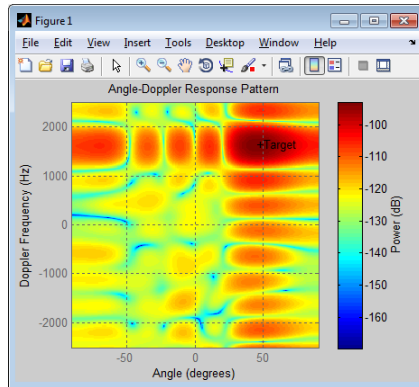 Figure 1
File Edit View Insert Tools Desktop Window Help
Angle-Doppler Response Pattern
2000
1000
0
-1000
-2000
Doppler Frequency (Hz)
+Target
-50
0
50
Angle (degrees)
-100
-110
-120
-130
-140
-150
-160
Power (dB)